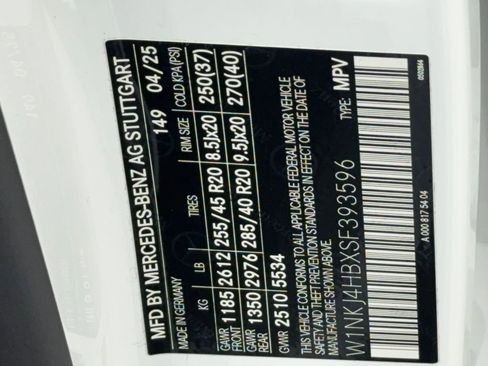 MFD BY MERCEDES-BENZ AG STUTTGART
149 04/25
MADE IN GERMANY
KG LB TIRES RIM SIZE COLD KPA (PSI)
GAWR FRONT 1185 2612 255/45 R20 8.5Jx20 250(37)
GAWR REAR 1350 2976 285/40 R20 9.5Jx20 270(40)
GVWR 2510 5534
THIS VEHICLE CONFORMS TO ALL APPLICABLE FEDERAL MOTOR VEHICLE
SAFETY AND THEFT PREVENTION STANDARDS IN EFFECT ON THE DATE OF
MANUFACTURE SHOWN ABOVE.
W1NKJ4HBXSF393596 TYPE: MPV
A 000 817 54 04